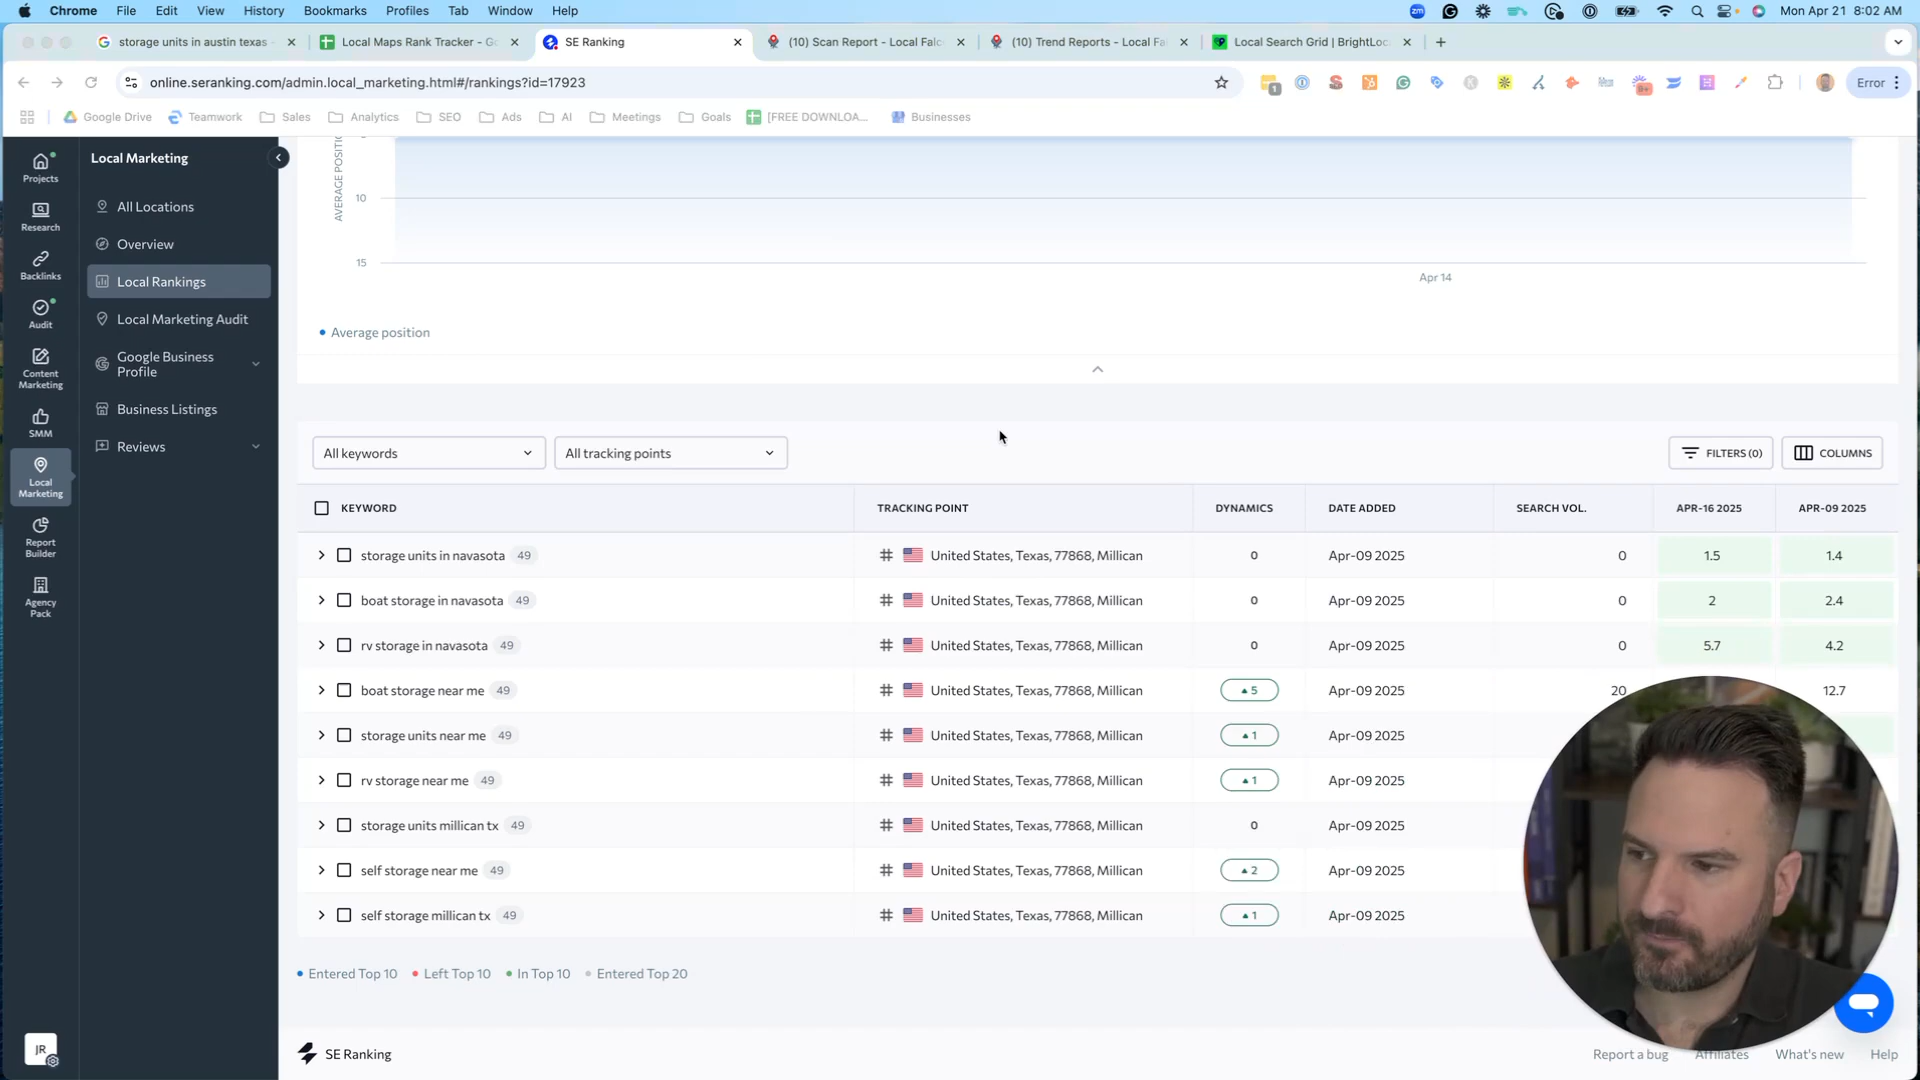 Chrome File Edit View History Bookmarks Profiles Tab Window Help
zm Mon Apr 21 8:02 AM
storage units in austin texas -
Local Maps Rank Tracker - Go
SE Ranking
(10) Scan Report - Local Falc
(10) Trend Reports - Local Fa
Local Search Grid | BrightLoc
online.seranking.com/admin.local_marketing.html#/rankings?id=17923
Error
Google Drive
Teamwork
Sales
Analytics
SEO
Ads
AI
Meetings
Goals
[FREE DOWNLOA...
Businesses
Projects
Research
Backlinks
Audit
Content Marketing
SMM
Local Marketing
Report Builder
Agency Pack
JR
Local Marketing
All Locations
Overview
Local Rankings
Local Marketing Audit
Google Business Profile
Business Listings
Reviews
10
15
Apr 14
Average position
All keywords
All tracking points
FILTERS (0)
COLUMNS
KEYWORD TRACKING POINT DYNAMICS DATE ADDED SEARCH VOL. APR-16 2025 APR-09 2025
storage units in navasota 49 United States, Texas, 77868, Millican 0 Apr-09 2025 0 1.5 1.4
boat storage in navasota 49 United States, Texas, 77868, Millican 0 Apr-09 2025 0 2 2.4
rv storage in navasota 49 United States, Texas, 77868, Millican 0 Apr-09 2025 0 5.7 4.2
boat storage near me 49 United States, Texas, 77868, Millican 5 Apr-09 2025 20 12.7
storage units near me 49 United States, Texas, 77868, Millican 1 Apr-09 2025
rv storage near me 49 United States, Texas, 77868, Millican 1 Apr-09 2025
storage units millican tx 49 United States, Texas, 77868, Millican 0 Apr-09 2025
self storage near me 49 United States, Texas, 77868, Millican 2 Apr-09 2025
self storage millican tx 49 United States, Texas, 77868, Millican 1 Apr-09 2025
Entered Top 10 Left Top 10 In Top 10 Entered Top 20
SE Ranking
Report a bug Affiliates What's new Help